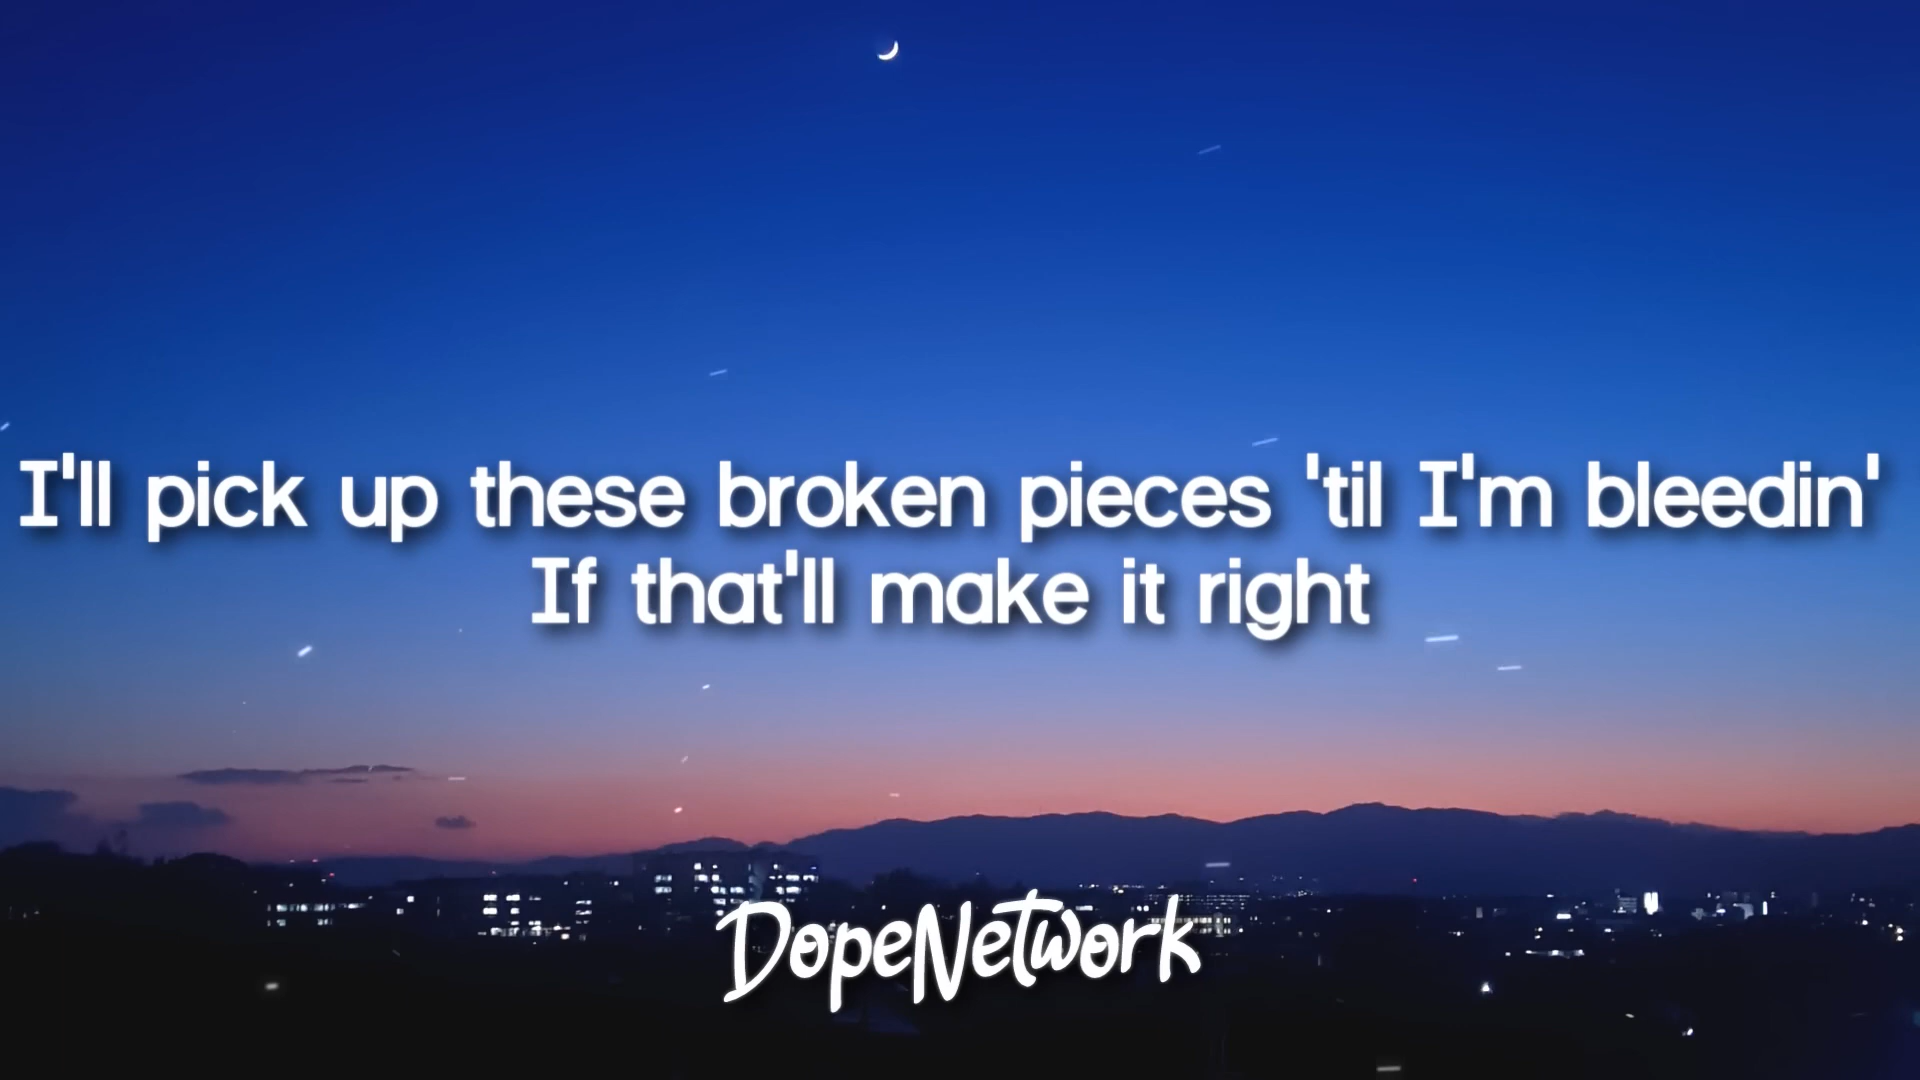 I'll pick up these broken pieces 'til I'm bleedin'
If that'll make it right
DopeNetwork